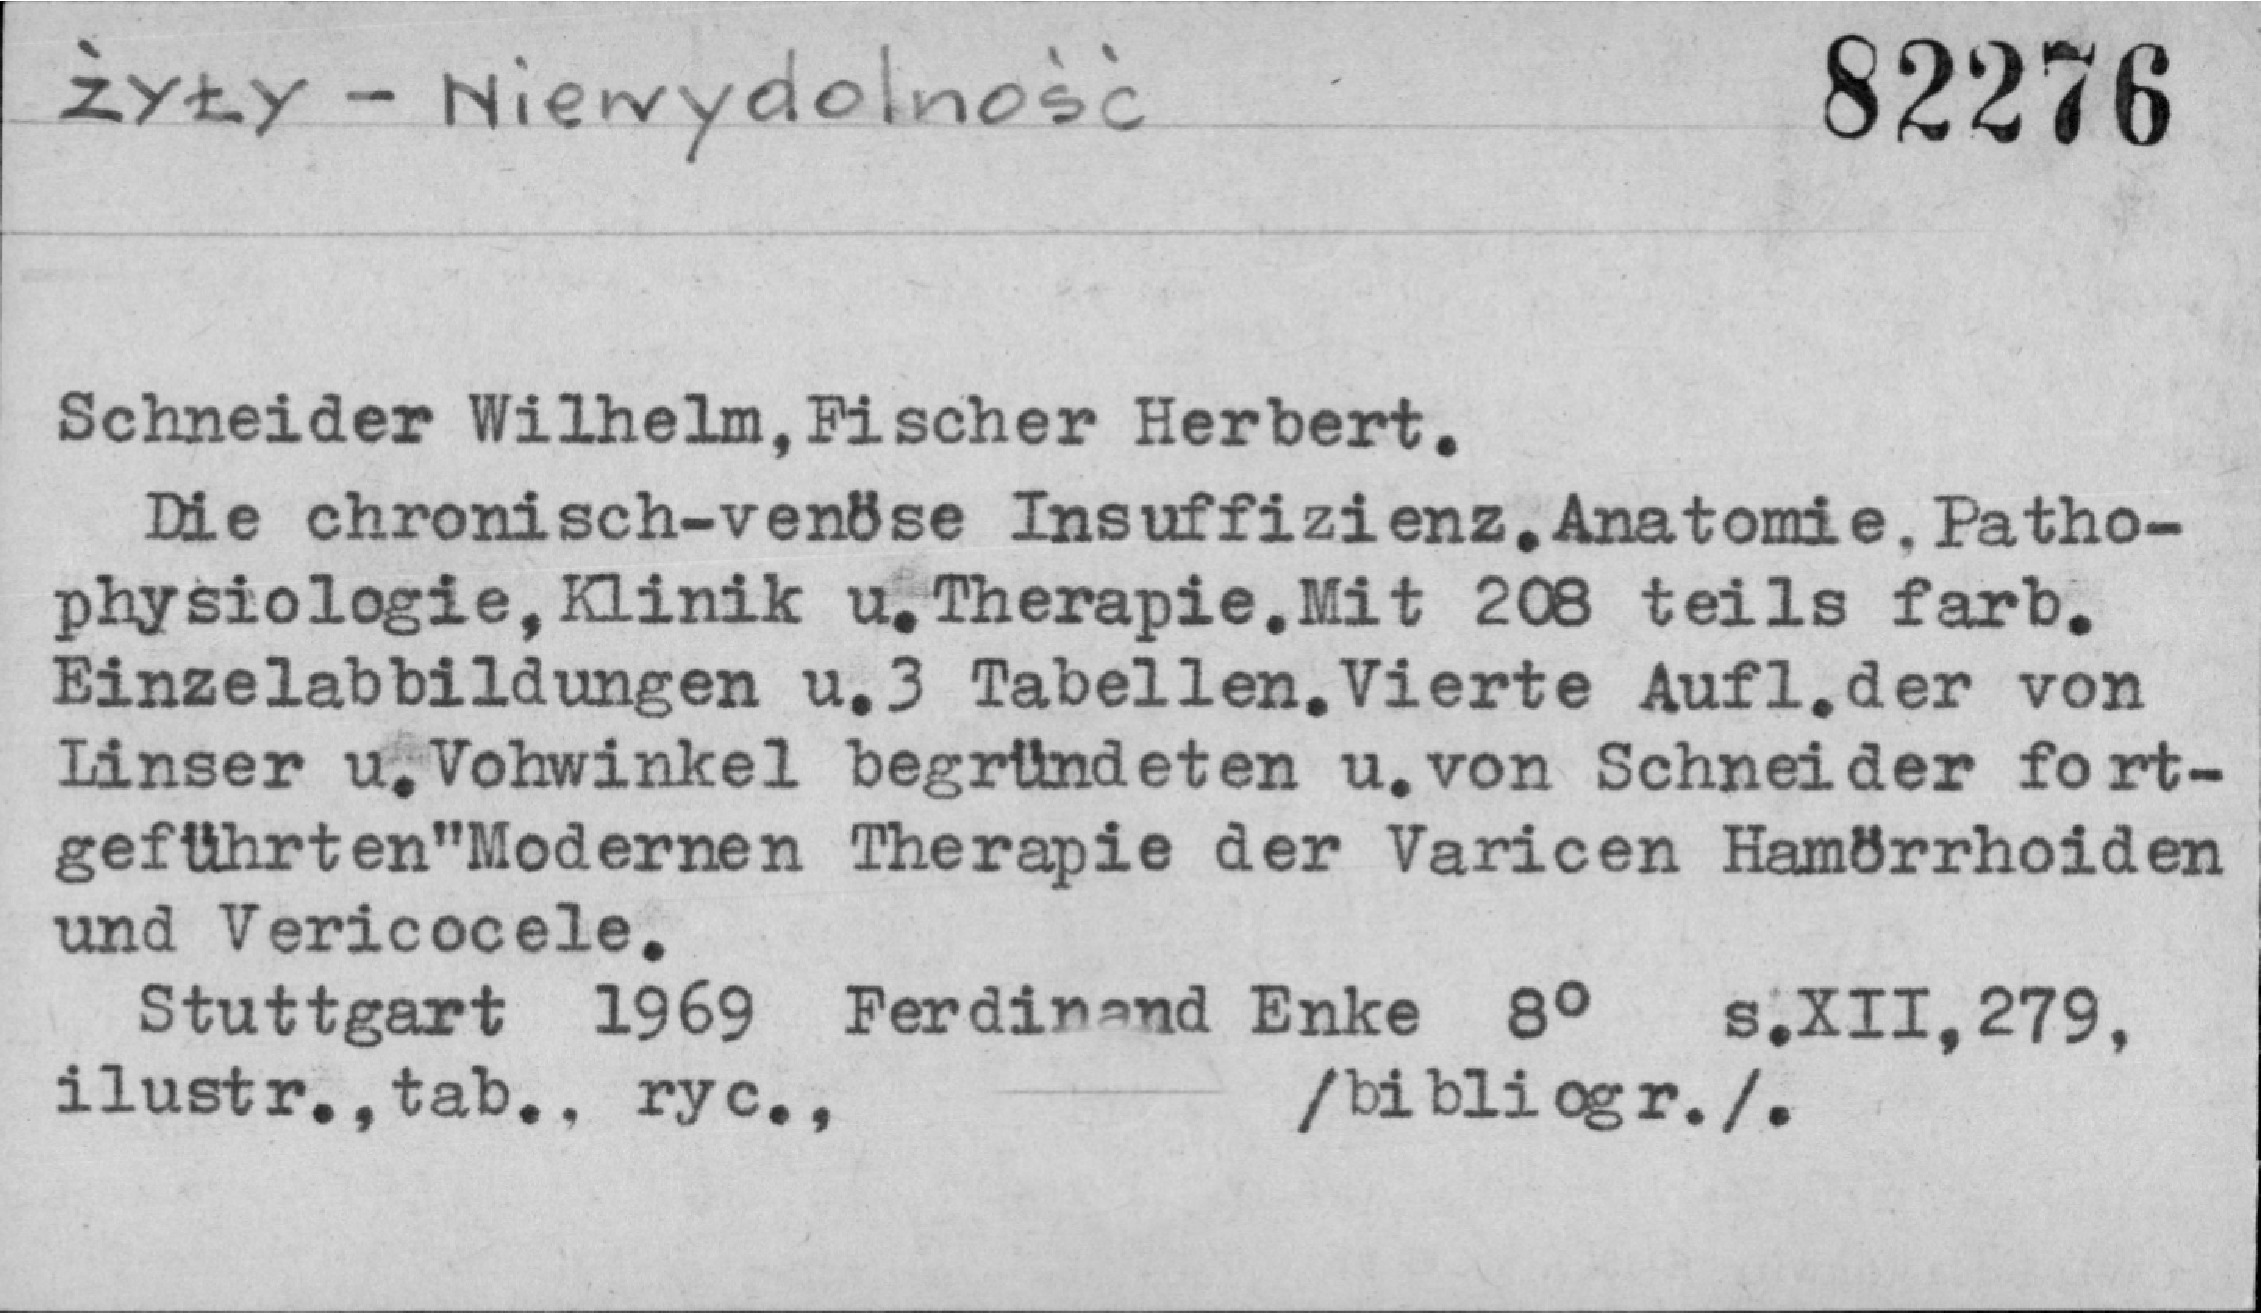 żyły - Niewydolność 82276
Schneider Wilhelm,Fischer Herbert.
Die chronisch-venöse Insuffizienz.Anatomie,Patho-
physiologie,Klinik u.Therapie.Mit 208 teils farb.
Einzelabbildungen u.3 Tabellen.Vierte Aufl.der von
Linser u.Vohwinkel begründeten u.von Schneider fort-
geführten"Modernen Therapie der Varicen Hamörrhoiden
und Vericocele.
Stuttgart 1969 Ferdinand Enke 8° s.XII,279,
ilustr.,tab., ryc., /bibliogr./.